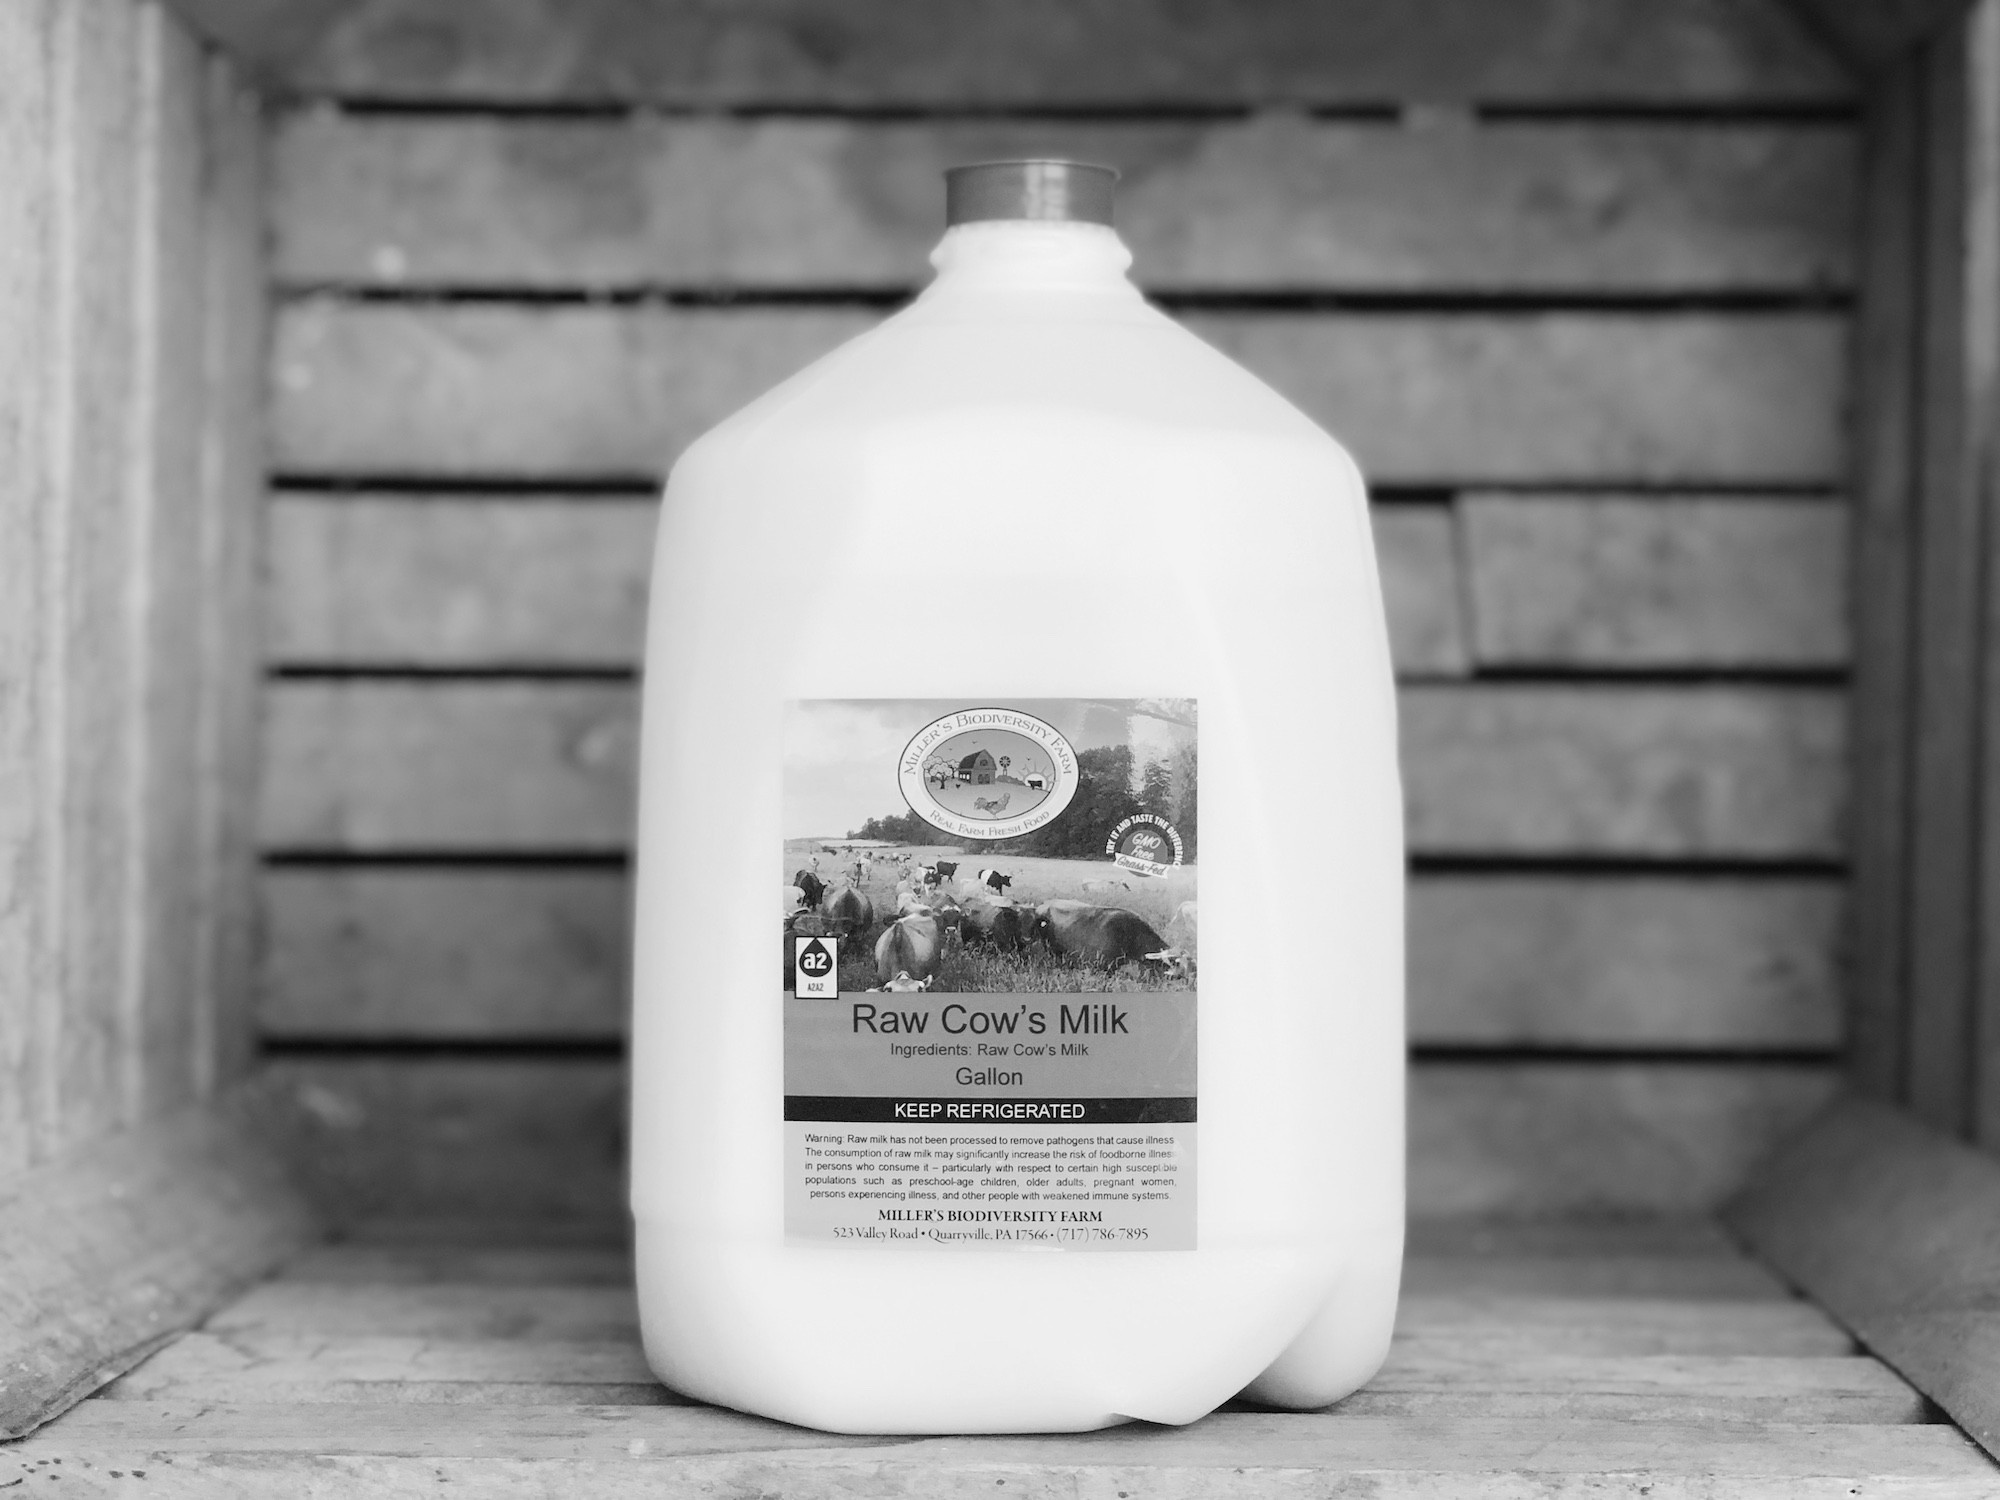 MILLER'S BIODIVERSITY FARM
REAL FARM FRESH FOOD
TRY IT AND TASTE THE DIFFERENCE
GMO
Free
Grass-Fed
a2
A2A2
Raw Cow's Milk
Ingredients: Raw Cow's Milk
Gallon
KEEP REFRIGERATED
Warning: Raw milk has not been processed to remove pathogens that cause illness
The consumption of raw milk may significantly increase the risk of foodborne illness
in persons who consume it – particularly with respect to certain high susceptible
populations such as preschool-age children, older adults, pregnant women,
persons experiencing illness, and other people with weakened immune systems.
MILLER'S BIODIVERSITY FARM
523 Valley Road • Quarryville, PA 17566 • (717) 786-7895